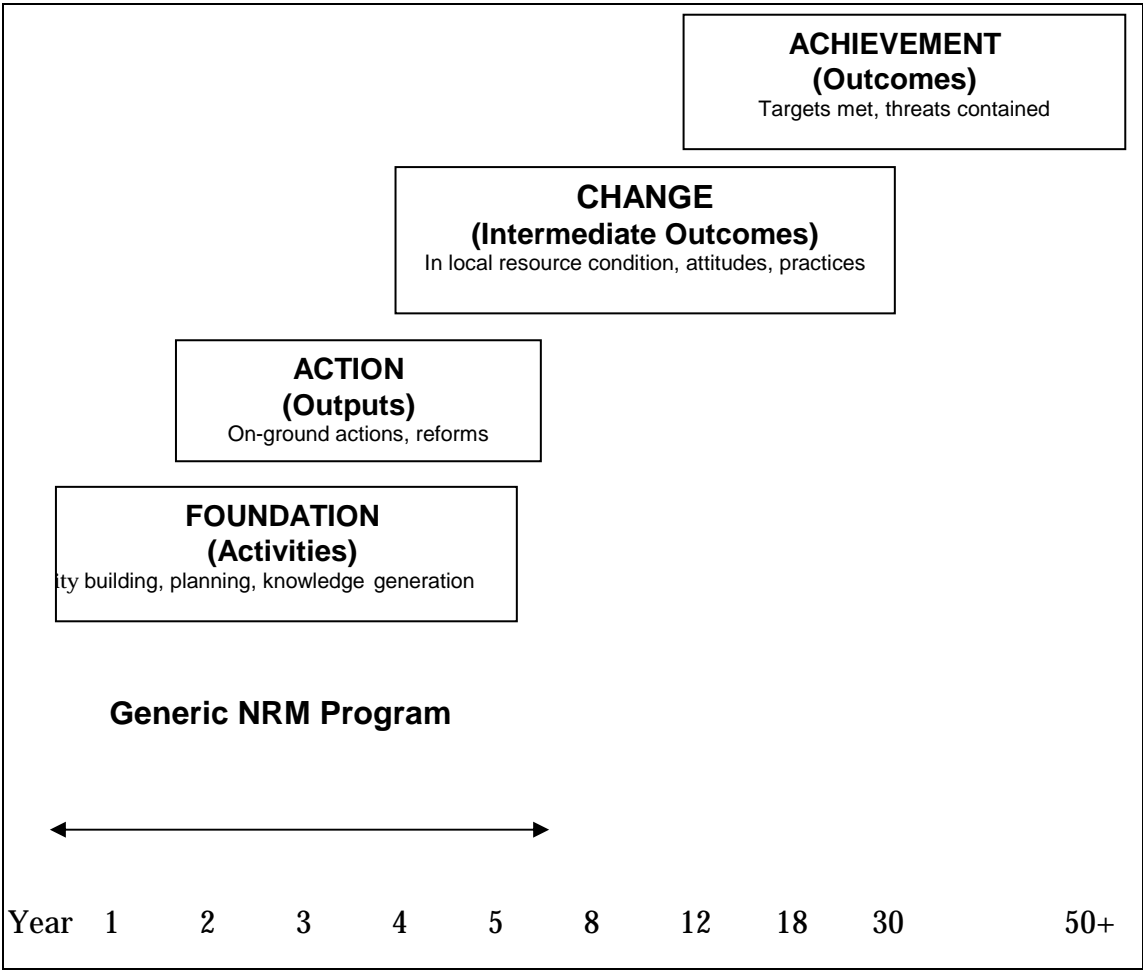 ACHIEVEMENT
(Outcomes)
Targets met, threats contained
CHANGE
(Intermediate Outcomes)
In local resource condition, attitudes, practices
ACTION
(Outputs)
On-ground actions, reforms
FOUNDATION
(Activities)
ity building, planning, knowledge generation
Generic NRM Program
Year 1 2 3 4 5 8 12 18 30 50+